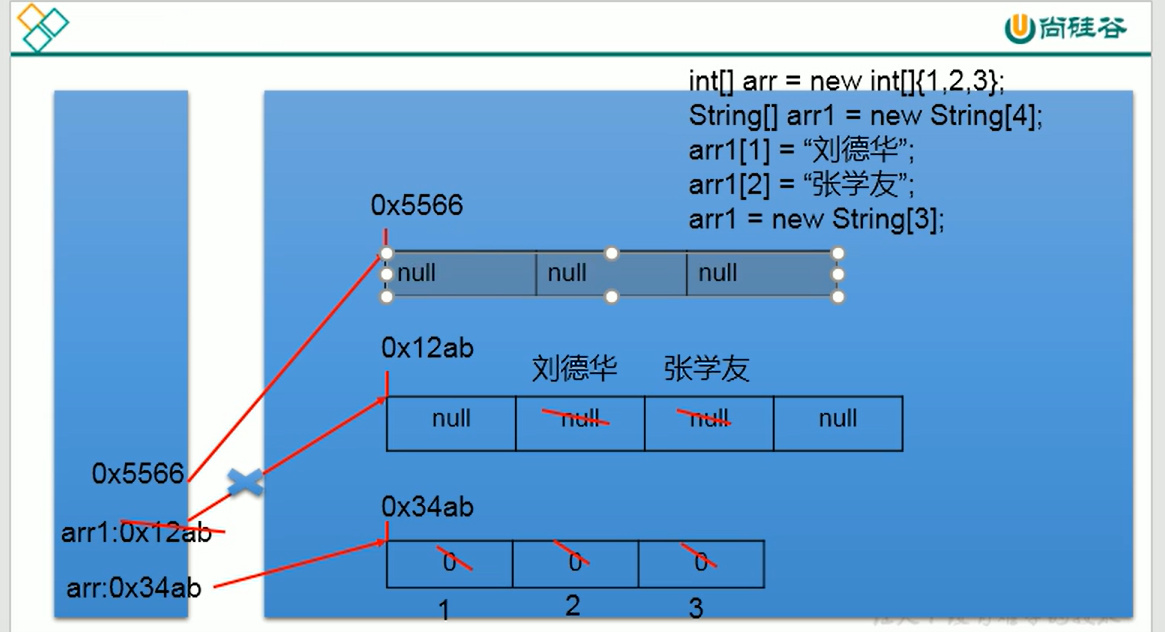 尚硅谷
int[] arr = new int[]{1,2,3};
String[] arr1 = new String[4];
arr1[1] = “刘德华”;
arr1[2] = “张学友”;
arr1 = new String[3];
0x5566
null null null
0x12ab
刘德华 张学友
null null null null
0x5566
0x34ab
arr1:0x12ab
0 0 0
arr:0x34ab
1 2 3